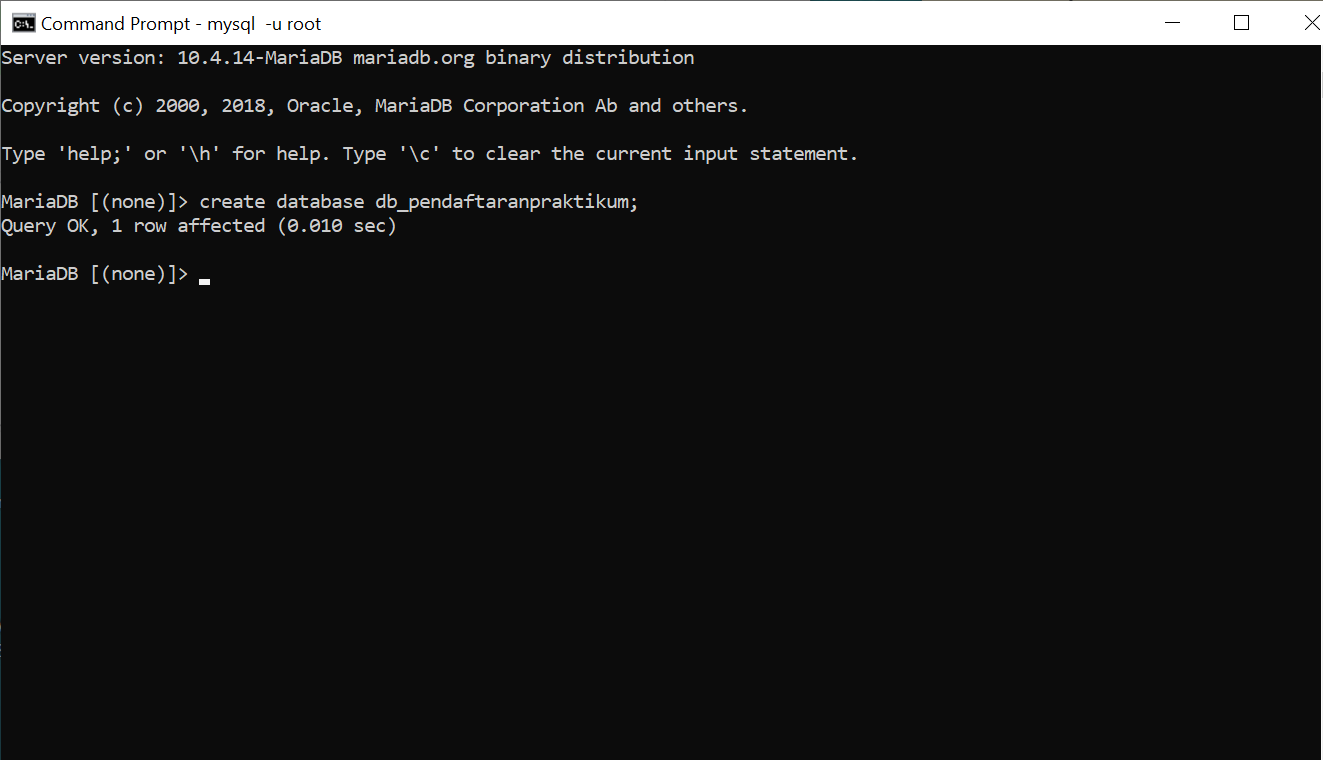 Command Prompt - mysql  -u root
Server version: 10.4.14-MariaDB mariadb.org binary distribution
Copyright (c) 2000, 2018, Oracle, MariaDB Corporation Ab and others.
Type 'help;' or '\h' for help. Type '\c' to clear the current input statement.
MariaDB [(none)]> create database db_pendaftaranpraktikum;
Query OK, 1 row affected (0.010 sec)
MariaDB [(none)]>